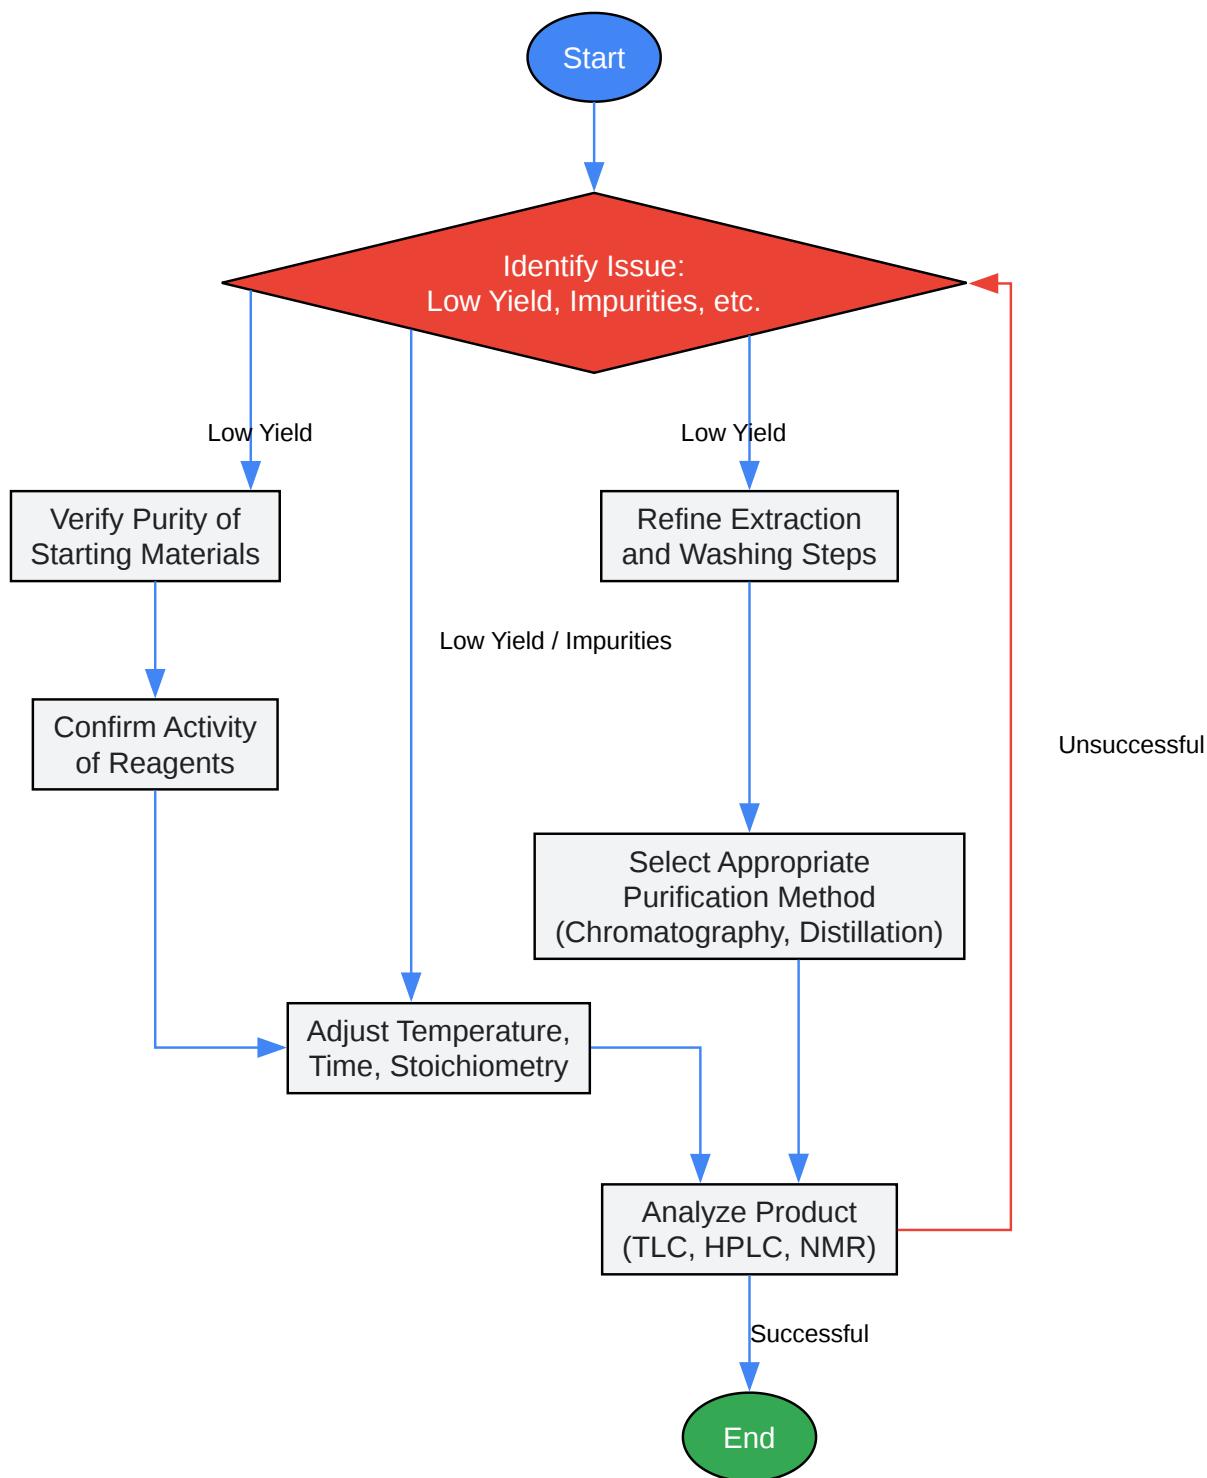 Start
Identify Issue:
Low Yield, Impurities, etc.
Low Yield
Low Yield
Verify Purity of
Starting Materials
Refine Extraction
and Washing Steps
Low Yield / Impurities
Confirm Activity
of Reagents
Unsuccessful
Select Appropriate
Purification Method
(Chromatography, Distillation)
Adjust Temperature,
Time, Stoichiometry
Analyze Product
(TLC, HPLC, NMR)
Successful
End